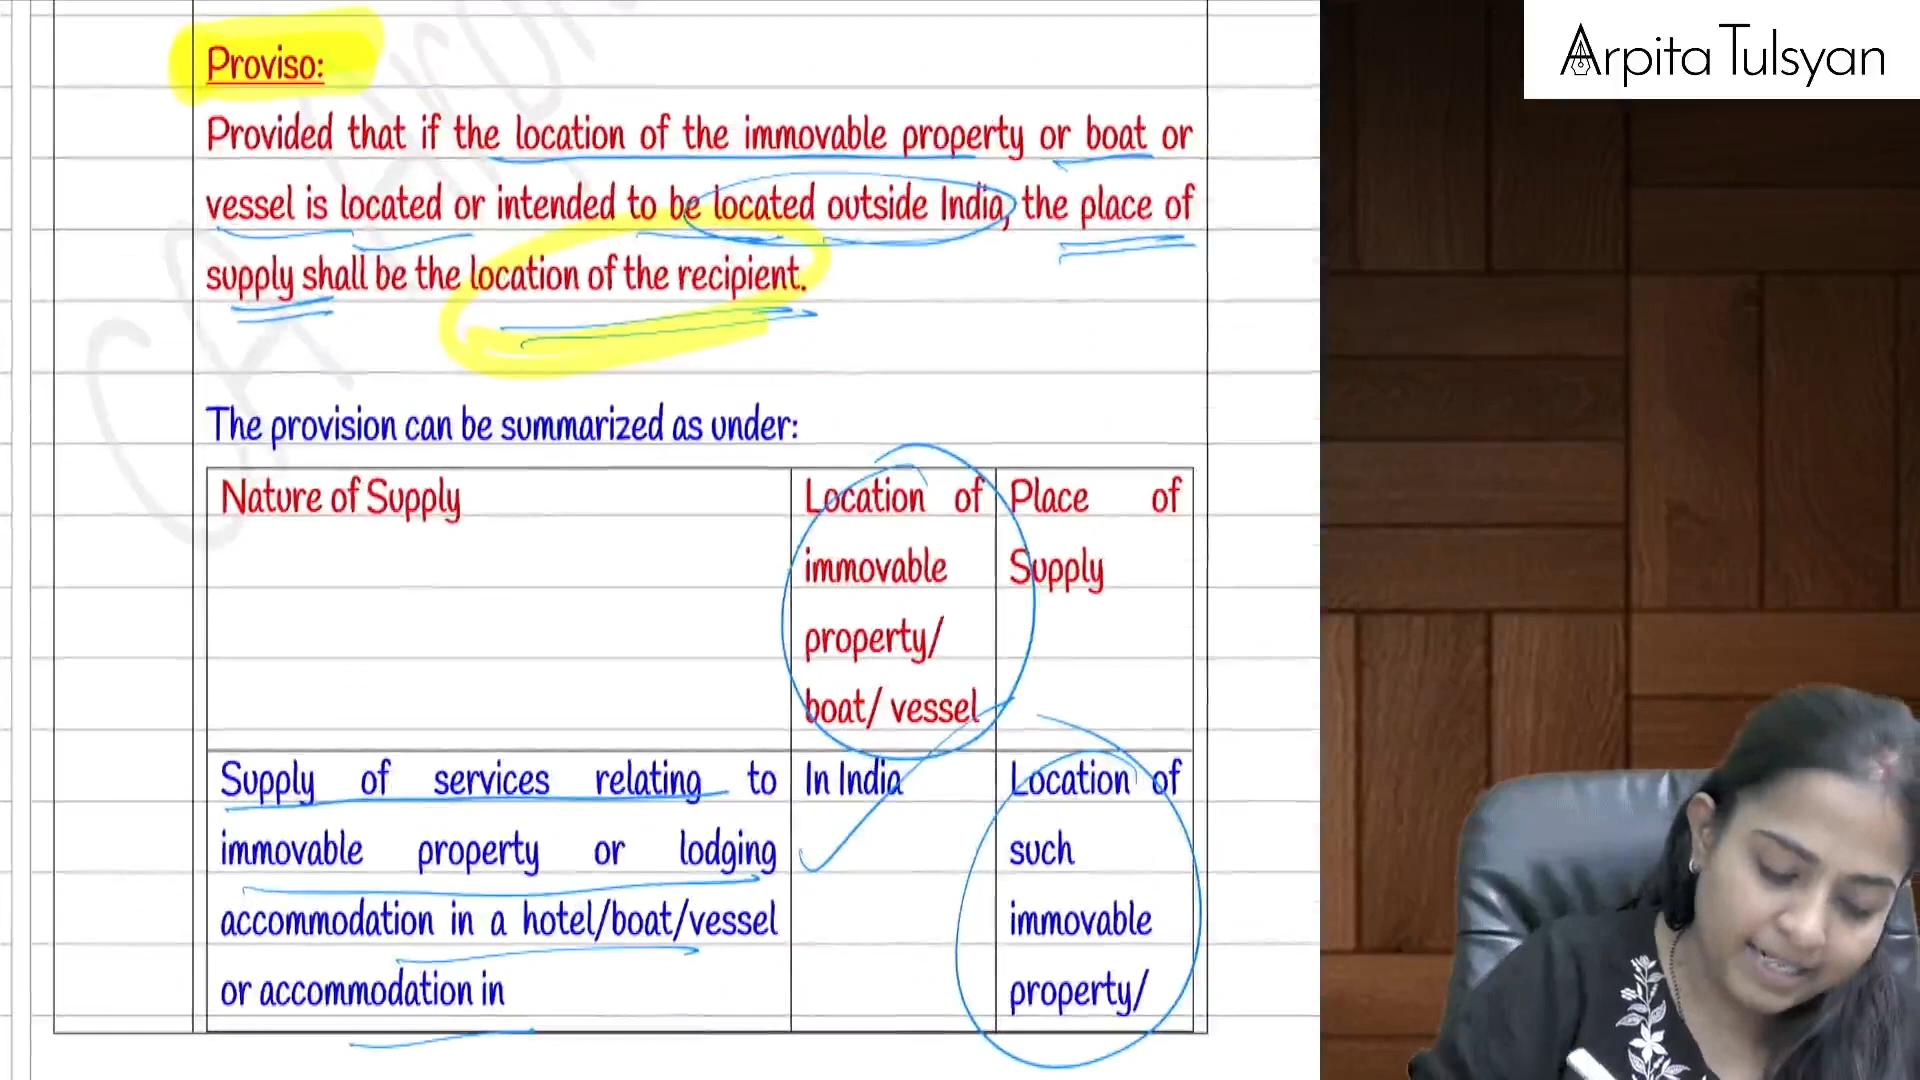 Arpita Tulsyan
Proviso:
Provided that if the location of the immovable property or boat or
vessel is located or intended to be located outside India, the place of
supply shall be the location of the recipient.
The provision can be summarized as under:
Nature of Supply
Location of
immovable
property/
boat/ vessel
Place of
Supply
Supply of services relating to
immovable property or lodging
accommodation in a hotel/boat/vessel
or accommodation in
In India
Location of
such
immovable
property/